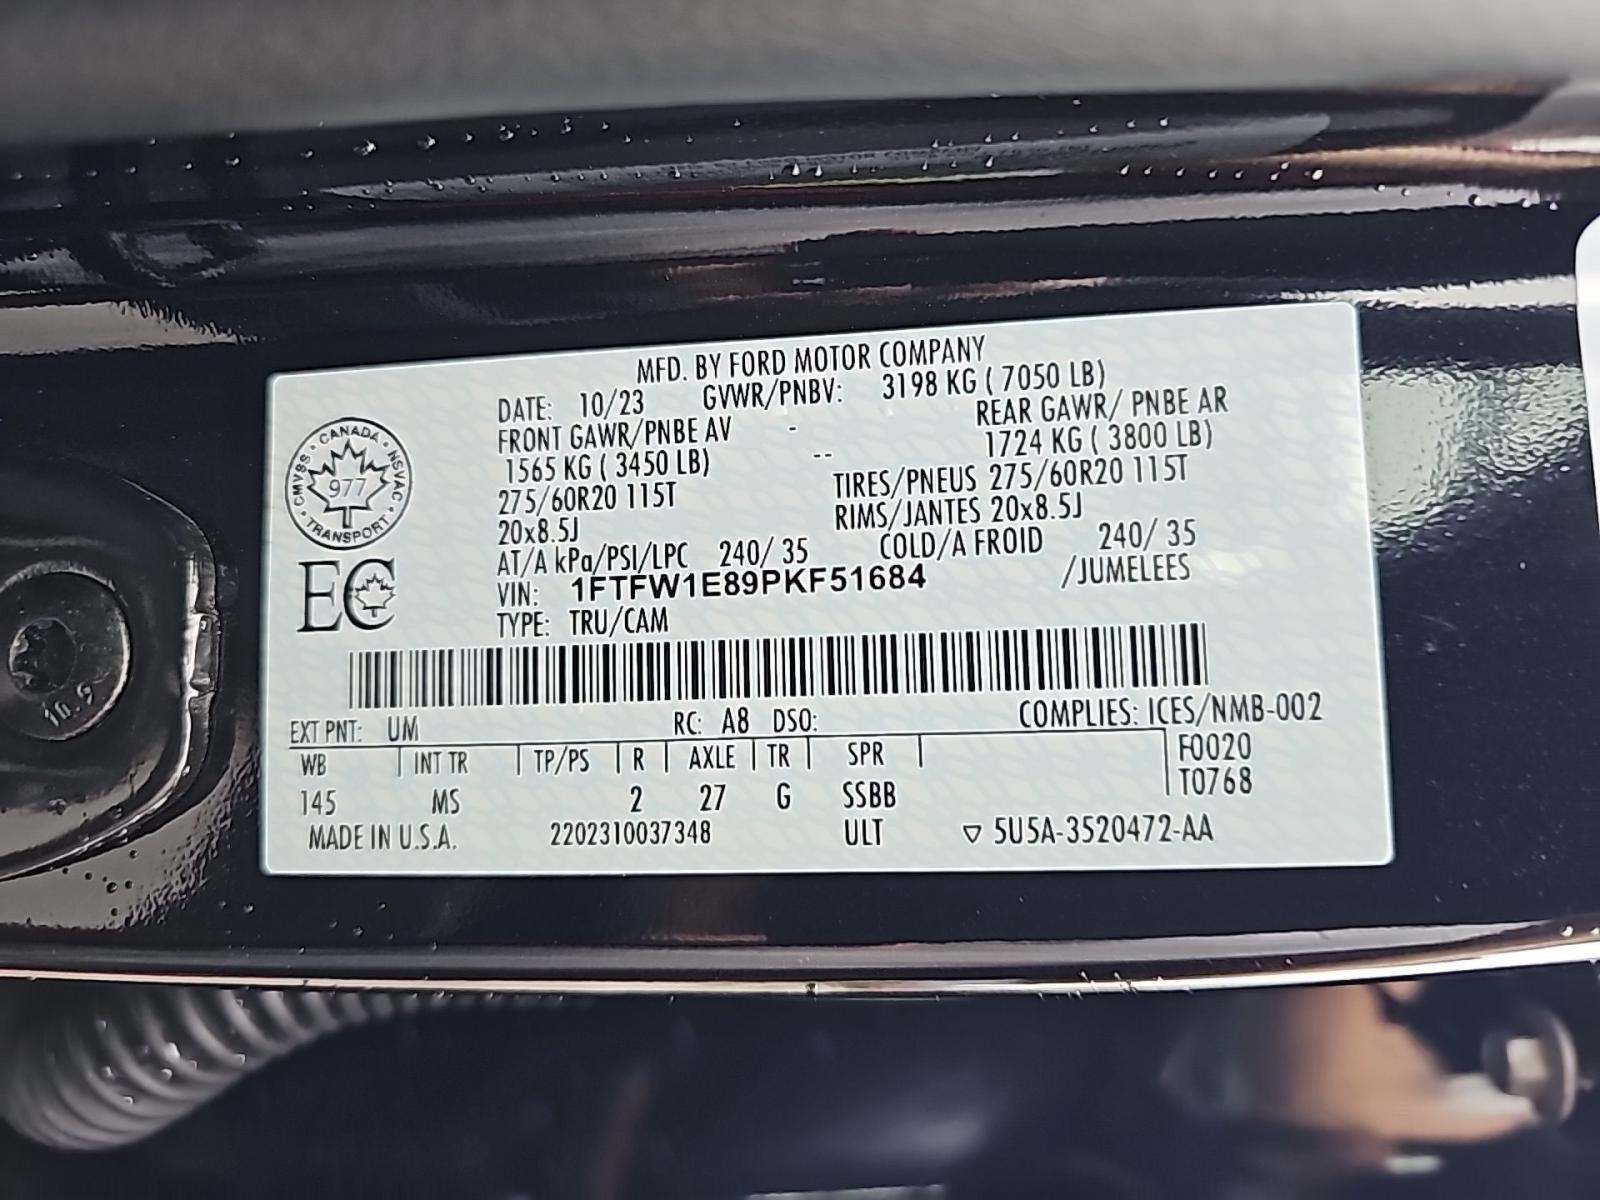 MFD. BY FORD MOTOR COMPANY
DATE: 10/23 GVWR/PNBV: 3198 KG ( 7050 LB)
FRONT GAWR/PNBE AV - REAR GAWR/ PNBE AR
1565 KG ( 3450 LB) -- 1724 KG ( 3800 LB)
275/60R20 115T TIRES/PNEUS 275/60R20 115T
20x8.5J RIMS/JANTES 20x8.5J
AT/A kPa/PSI/LPC 240/ 35 COLD/A FROID 240/ 35
VIN: 1FTFW1E89PKF51684 /JUMELEES
TYPE: TRU/CAM
CANADA · NSVAC · TRANSPORT · CMVSS
977
EC
EXT PNT: UM RC: A8 DSO: COMPLIES: ICES/NMB-002
WB | INT TR | TP/PS | R | AXLE | TR | SPR | F0020
T0768
145 MS 2 27 G SSBB
MADE IN U.S.A. 2202310037348 ULT ▽ 5U5A-3520472-AA
10.9